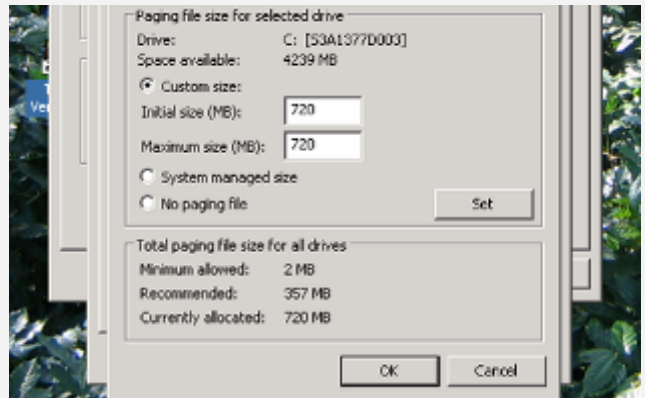 Paging file size for selected drive
Drive: C: [S3A1377D003]
Space available: 4239 MB
Custom size:
Initial size (MB): 720
Maximum size (MB): 720
System managed size
No paging file Set
Total paging file size for all drives
Minimum allowed: 2 MB
Recommended: 357 MB
Currently allocated: 720 MB
OK Cancel